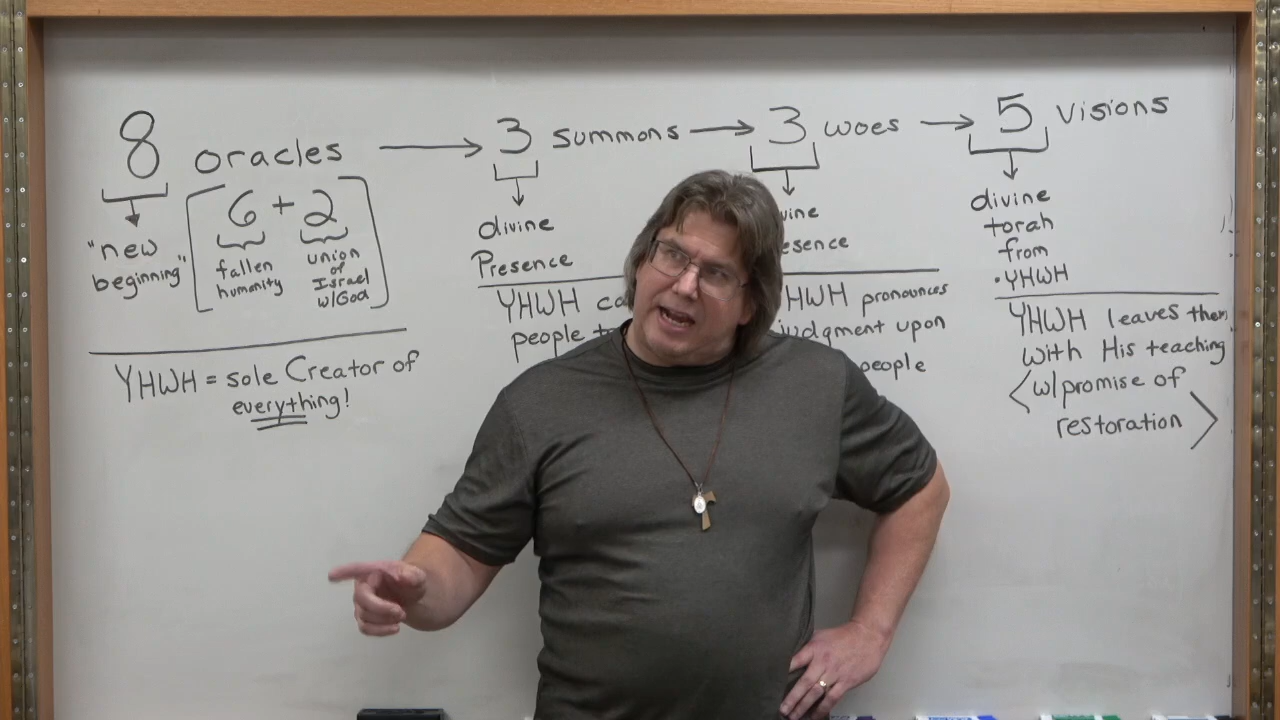 8 oracles → 3 summons → 3 woes → 5 visions
"new
beginning"
6 + 2
fallen
humanity
union
of
Israel
w/God
YHWH = sole Creator of
everything!
divine
Presence
YHWH
people
HWH pronounces
judgment upon
people
divine
torah
from
YHWH
YHWH leaves them
with His teaching
w/promise of
restoration